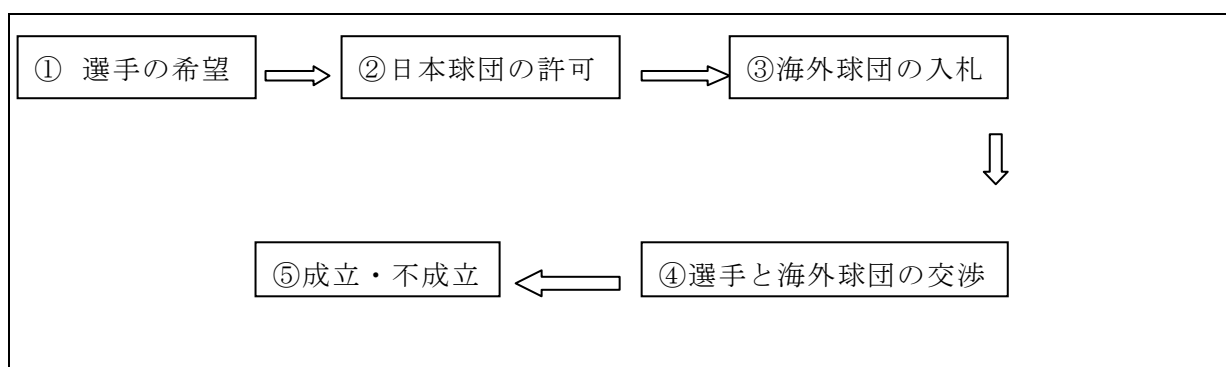 ① 選手の希望
②日本球団の許可
③海外球団の入札
④選手と海外球団の交渉
⑤成立・不成立